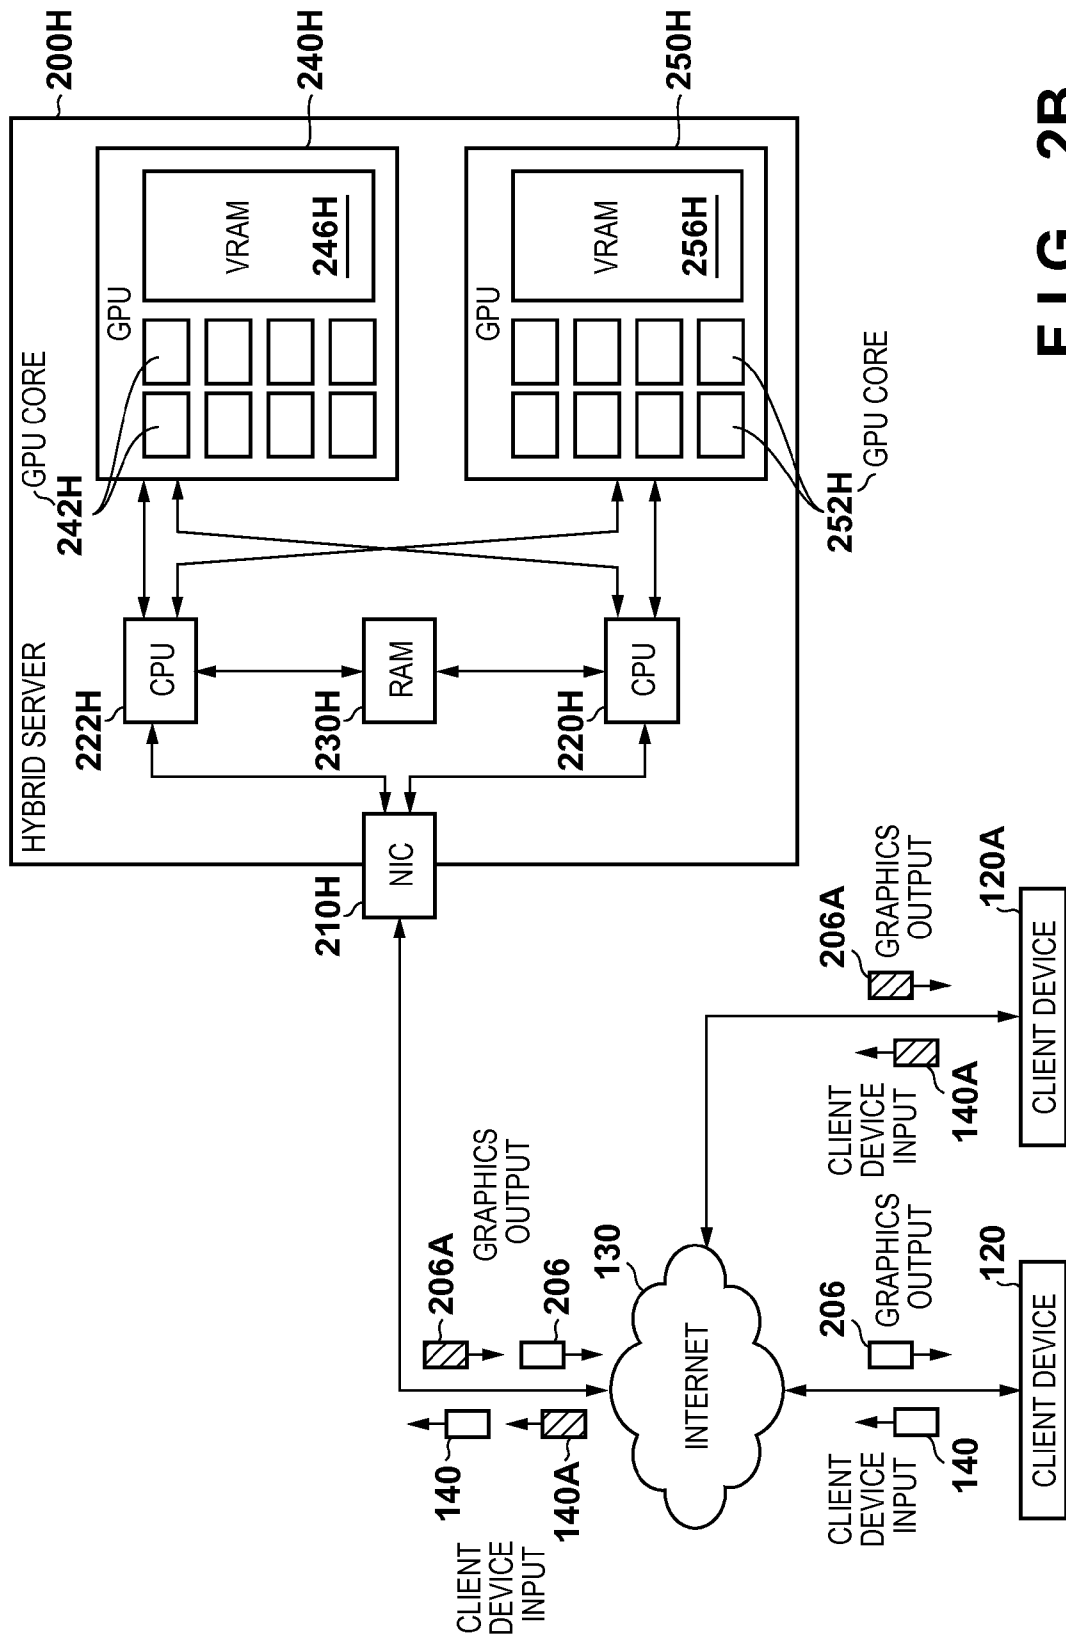 HYBRID SERVER
200H
GPU CORE
242H
GPU
240H
VRAM
246H
222H
CPU
230H
RAM
220H
CPU
210H
NIC
GPU
250H
VRAM
256H
252H
GPU CORE
CLIENT
DEVICE
INPUT
140
140A
206A
206
GRAPHICS
OUTPUT
130
INTERNET
CLIENT
DEVICE
INPUT
140
206
GRAPHICS
OUTPUT
120
CLIENT DEVICE
CLIENT
DEVICE
INPUT
140A
206A
GRAPHICS
OUTPUT
120A
CLIENT DEVICE
FIG. 2B